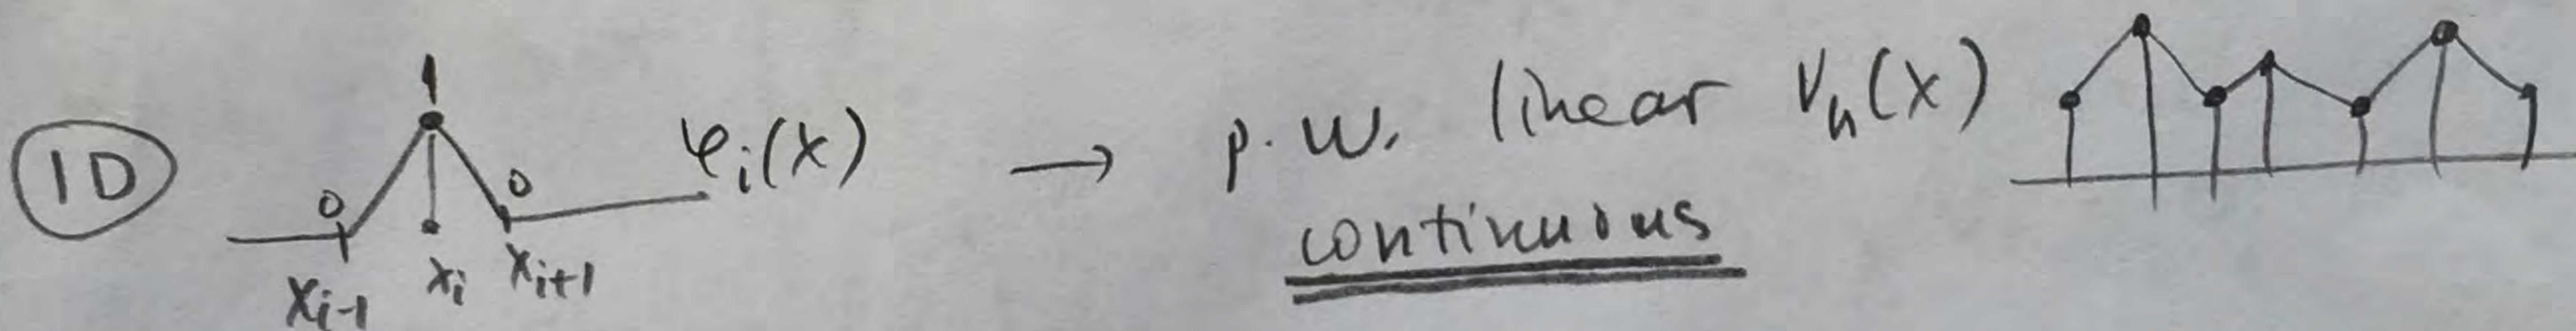 1D
1
0 0 φi(x) → p.w. linear Vh(x)
xi-1 xi xi+1 continuous